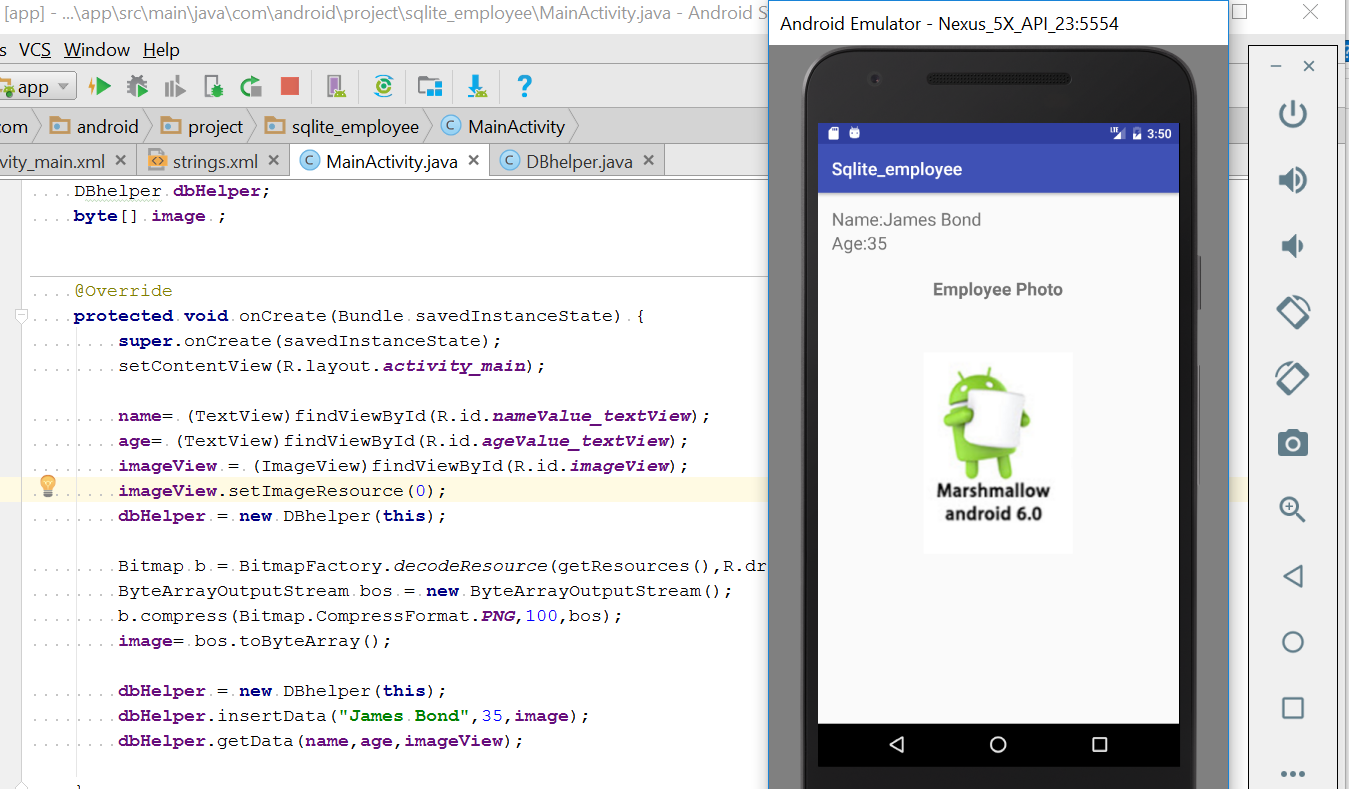 [app] - ...\app\src\main\java\com\android\project\sqlite_employee\MainActivity.java - Android S
s VCS Window Help
app
om android project sqlite_employee MainActivity
vity_main.xml strings.xml MainActivity.java DBhelper.java
DBhelper dbHelper;
byte[] image ;
@Override
protected void onCreate(Bundle savedInstanceState) {
super.onCreate(savedInstanceState);
setContentView(R.layout.activity_main);
name= (TextView)findViewById(R.id.nameValue_textView);
age= (TextView)findViewById(R.id.ageValue_textView);
imageView = (ImageView)findViewById(R.id.imageView);
imageView.setImageResource(0);
dbHelper = new DBhelper(this);
Bitmap b = BitmapFactory.decodeResource(getResources(),R.dr
ByteArrayOutputStream bos = new ByteArrayOutputStream();
b.compress(Bitmap.CompressFormat.PNG,100,bos);
image= bos.toByteArray();
dbHelper = new DBhelper(this);
dbHelper.insertData("James Bond",35,image);
dbHelper.getData(name,age,imageView);
Android Emulator - Nexus_5X_API_23:5554
LTE 3:50
Sqlite_employee
Name:James Bond
Age:35
Employee Photo
Marshmallow
android 6.0